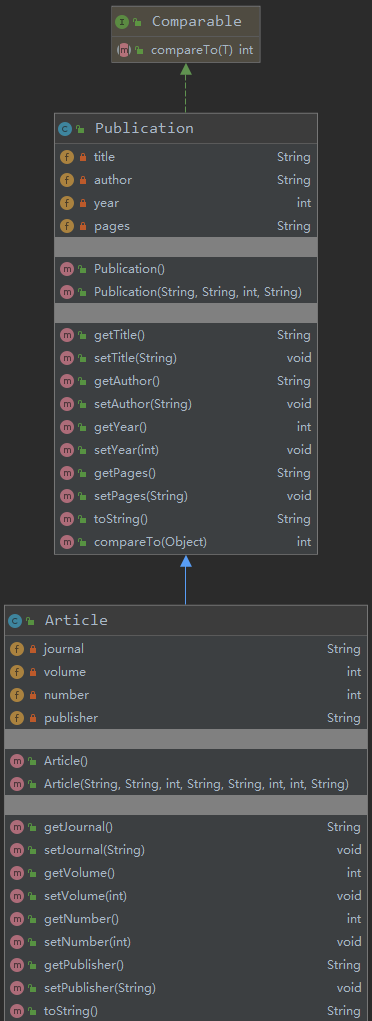 I Comparable
m compareTo(T) int
C Publication
f title String
f author String
f year int
f pages String
m Publication()
m Publication(String, String, int, String)
m getTitle() String
m setTitle(String) void
m getAuthor() String
m setAuthor(String) void
m getYear() int
m setYear(int) void
m getPages() String
m setPages(String) void
m toString() String
m compareTo(Object) int
C Article
f journal String
f volume int
f number int
f publisher String
m Article()
m Article(String, String, int, String, String, int, int, String)
m getJournal() String
m setJournal(String) void
m getVolume() int
m setVolume(int) void
m getNumber() int
m setNumber(int) void
m getPublisher() String
m setPublisher(String) void
m toString() String